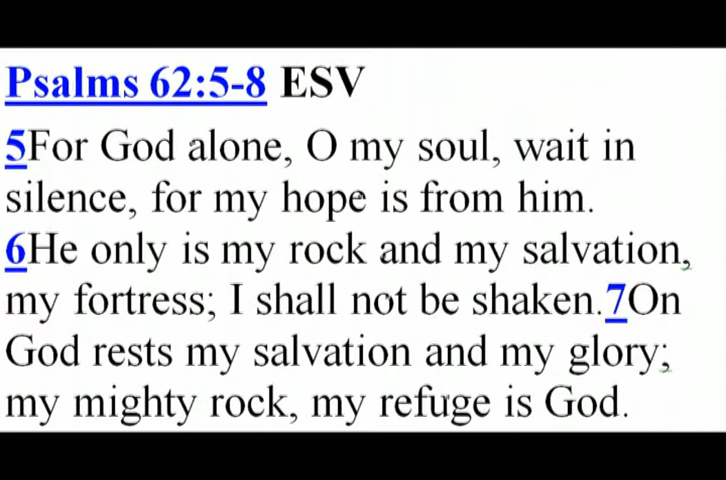 Psalms 62:5-8 ESV
5For God alone, O my soul, wait in
silence, for my hope is from him.
6He only is my rock and my salvation,
my fortress; I shall not be shaken.7On
God rests my salvation and my glory;
my mighty rock, my refuge is God.